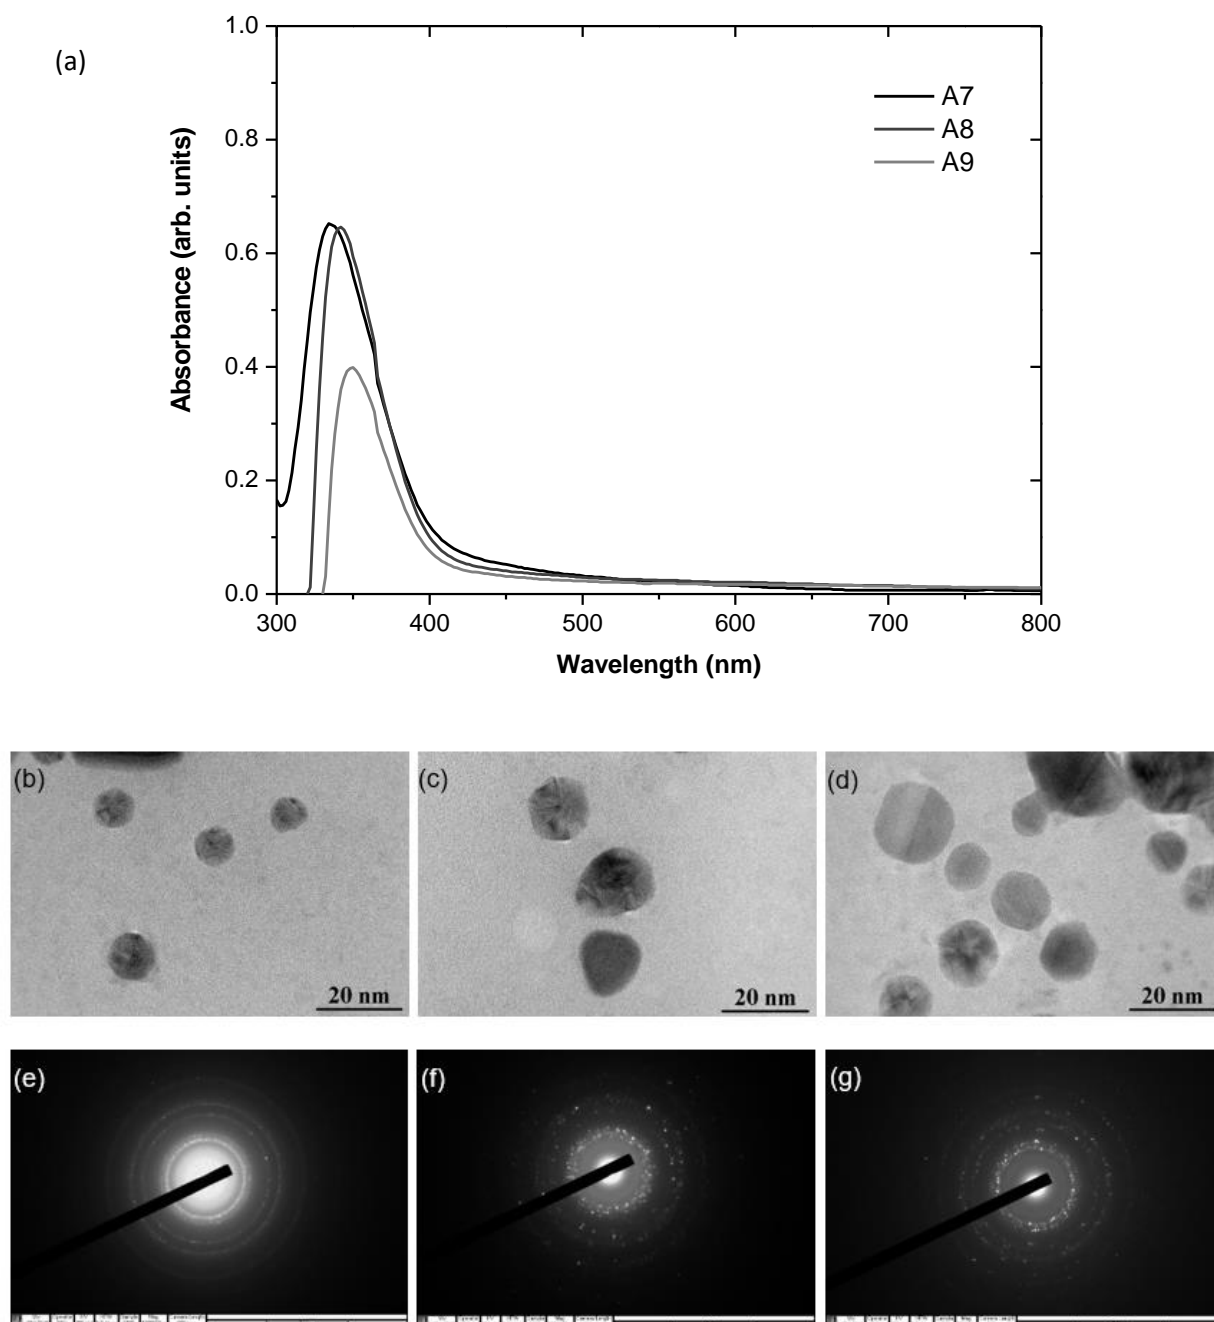 (a)
1.0
0.8
0.6
0.4
0.2
0.0
Absorbance (arb. units)
A7
A8
A9
300 400 500 600 700 800
Wavelength (nm)
(b) (c) (d)
20 nm 20 nm 20 nm
(e) (f) (g)